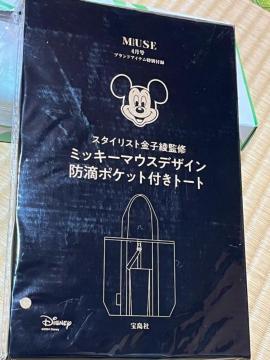 MUSE
4月号
ブランドアイテム特別付録
スタイリスト金子綾監修
ミッキーマウスデザイン
防滴ポケット付きトート
Disney
宝島社